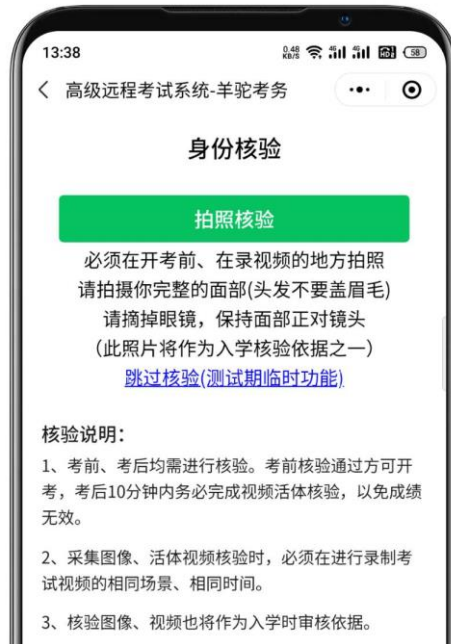 13:38
0.48 KB/S 4G 4G HD 58
高级远程考试系统-羊驼考务
身份核验
拍照核验
必须在开考前、在录视频的地方拍照
请拍摄你完整的面部(头发不要盖眉毛)
请摘掉眼镜，保持面部正对镜头
（此照片将作为入学核验依据之一）
跳过核验(测试期临时功能)
核验说明：
1、考前、考后均需进行核验。考前核验通过方可开
考，考后10分钟内务必完成视频活体核验，以免成绩
无效。
2、采集图像、活体视频核验时，必须在进行录制考
试视频的相同场景、相同时间。
3、核验图像、视频也将作为入学时审核依据。